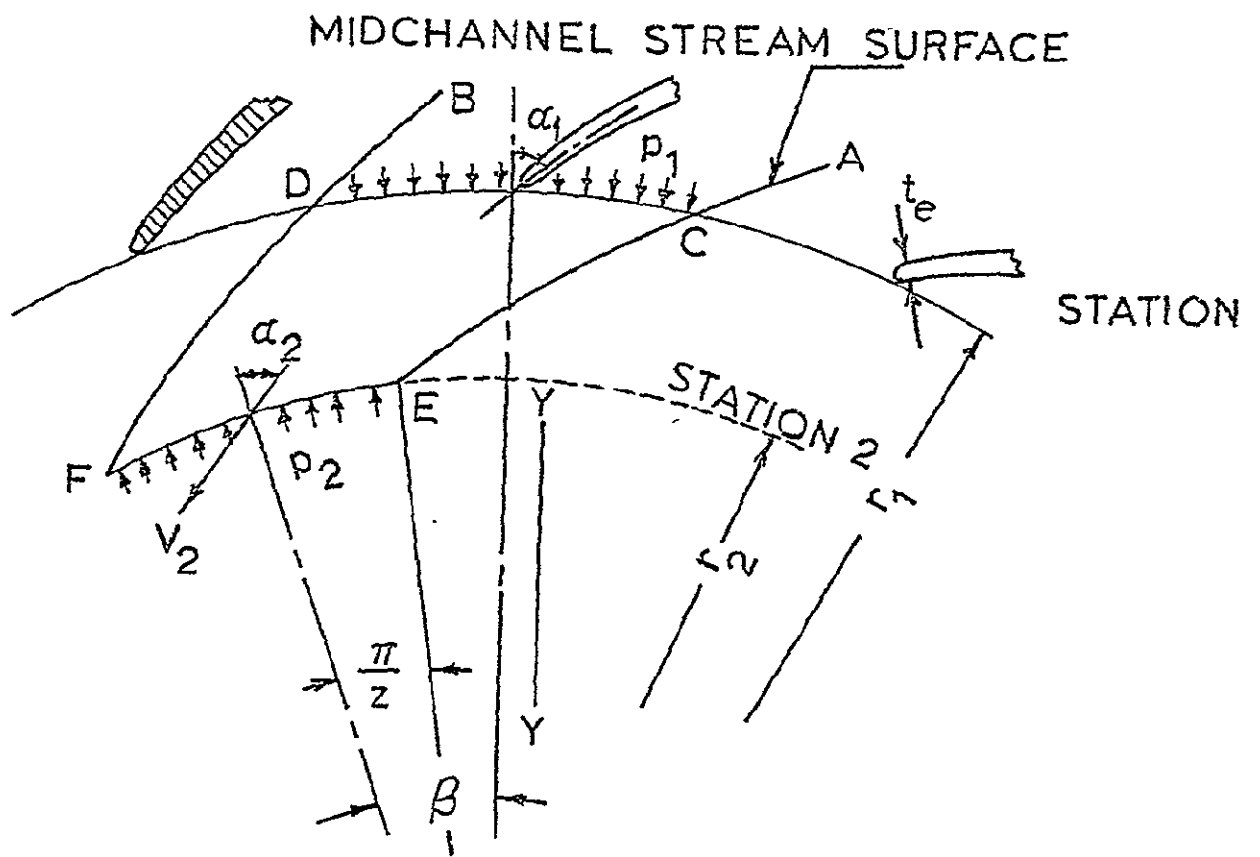 MIDCHANNEL STREAM SURFACE
B
α1
p1
A
D
te
C
STATION
α2
E
Y
STATION 2
F
p2
r1
V2
r2
π/z
Y
β